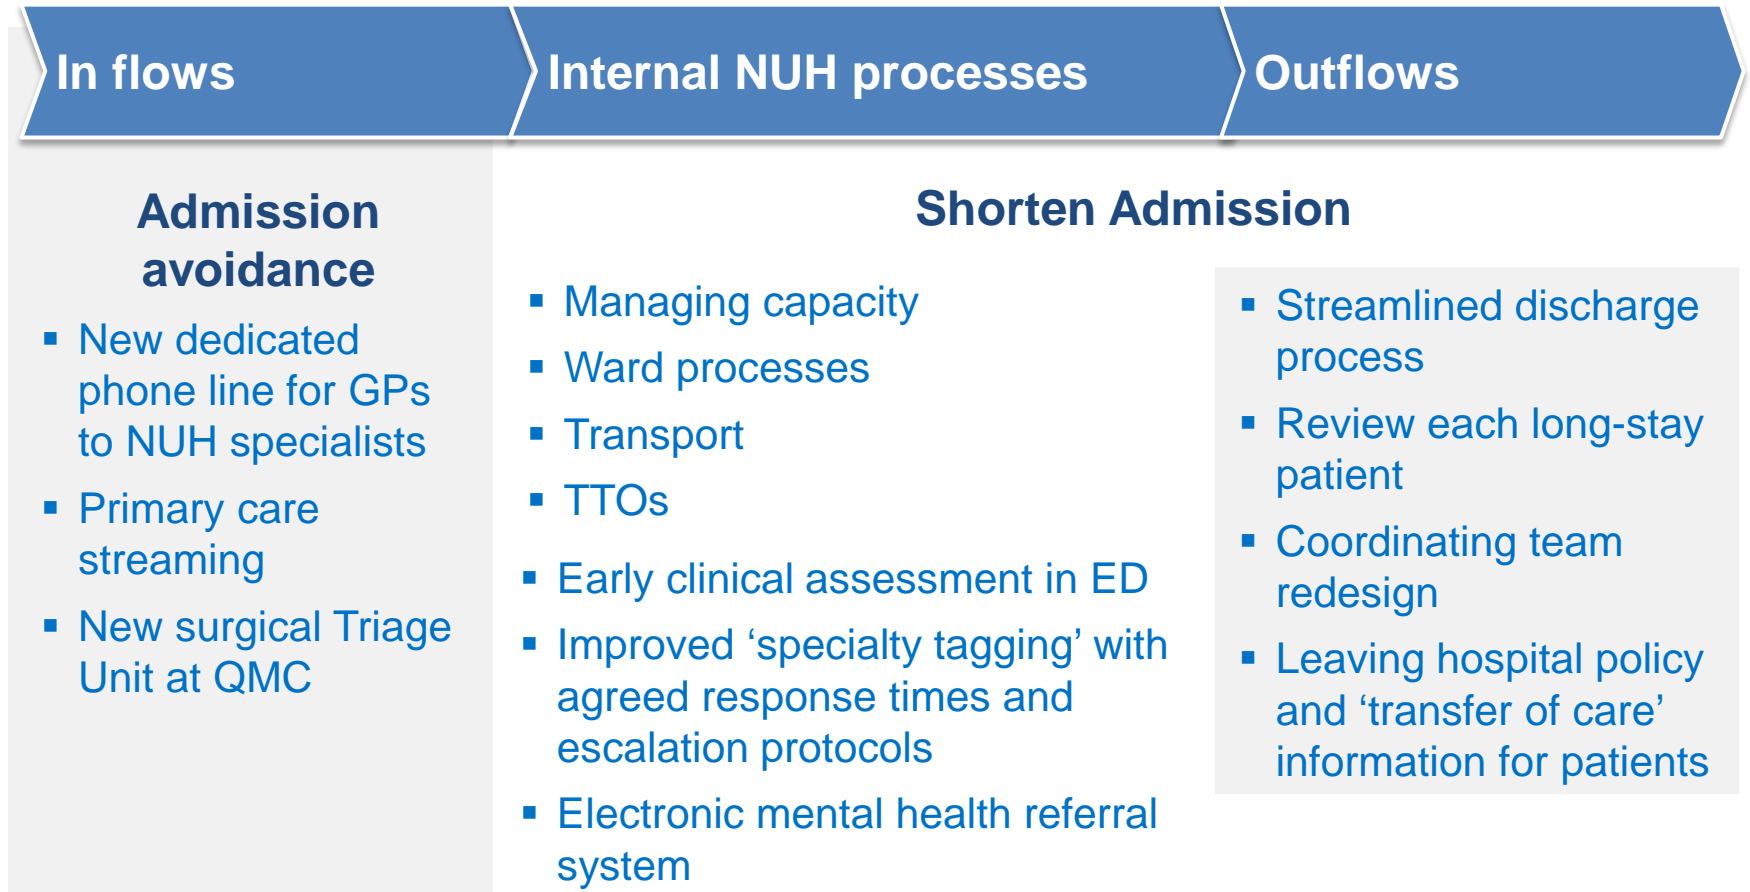 In flows
Internal NUH processes
Outflows
Admission
avoidance
▪ New dedicated
phone line for GPs
to NUH specialists
▪ Primary care
streaming
▪ New surgical Triage
Unit at QMC
Shorten Admission
▪ Managing capacity
▪ Ward processes
▪ Transport
▪ TTOs
▪ Early clinical assessment in ED
▪ Improved ‘specialty tagging’ with
agreed response times and
escalation protocols
▪ Electronic mental health referral
system
▪ Streamlined discharge
process
▪ Review each long-stay
patient
▪ Coordinating team
redesign
▪ Leaving hospital policy
and ‘transfer of care’
information for patients